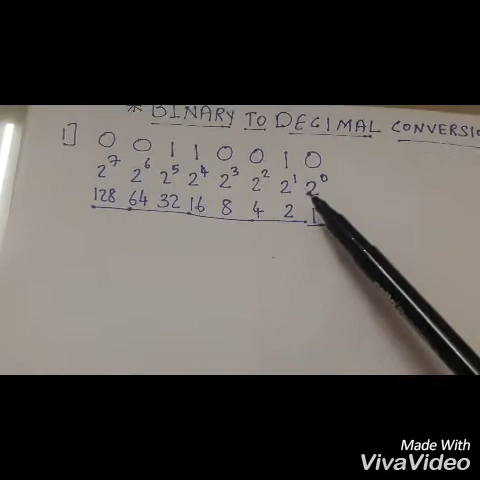 * BINARY TO DECIMAL CONVERSI
1] 0 0 1 1 0 0 1 0
2⁷ 2⁶ 2⁵ 2⁴ 2³ 2² 2¹ 2⁰
128 64 32 16 8 4 2 1
Made With
VivaVideo